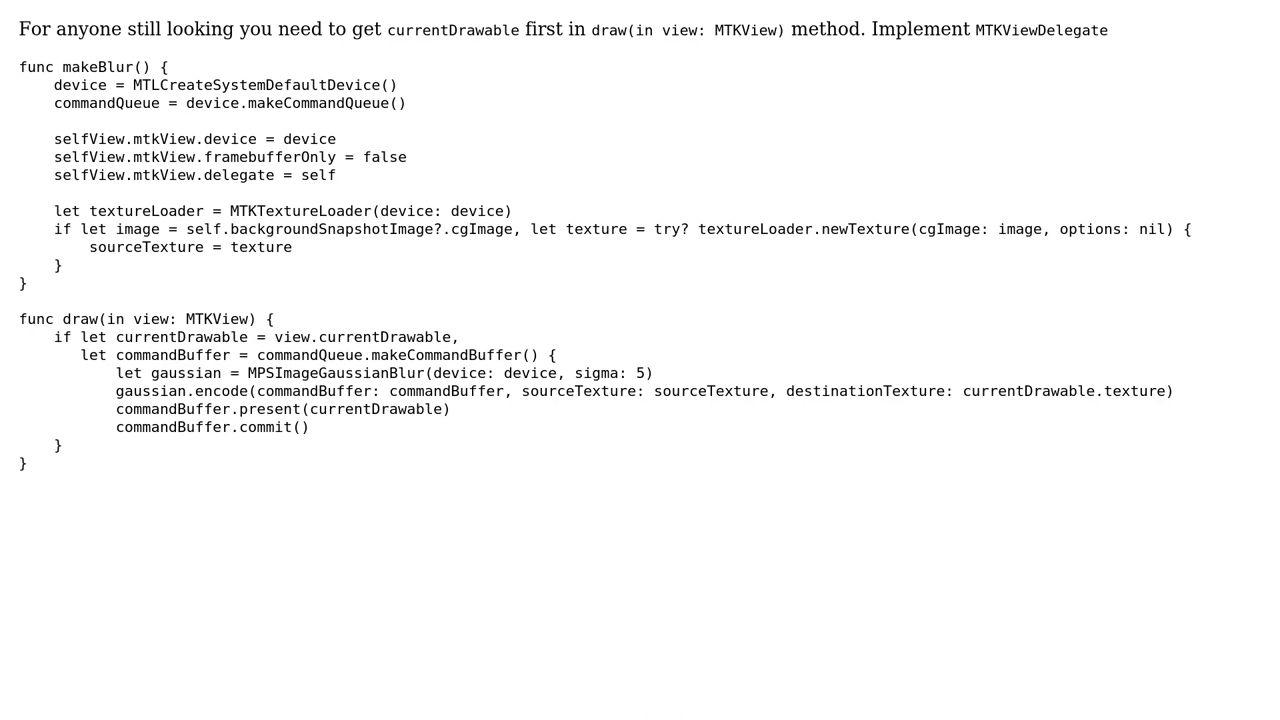 For anyone still looking you need to get currentDrawable first in draw(in view: MTKView) method. Implement MTKViewDelegate
func makeBlur() {
    device = MTLCreateSystemDefaultDevice()
    commandQueue = device.makeCommandQueue()

    selfView.mtkView.device = device
    selfView.mtkView.framebufferOnly = false
    selfView.mtkView.delegate = self

    let textureLoader = MTKTextureLoader(device: device)
    if let image = self.backgroundSnapshotImage?.cgImage, let texture = try? textureLoader.newTexture(cgImage: image, options: nil) {
        sourceTexture = texture
    }
}

func draw(in view: MTKView) {
    if let currentDrawable = view.currentDrawable,
       let commandBuffer = commandQueue.makeCommandBuffer() {
           let gaussian = MPSImageGaussianBlur(device: device, sigma: 5)
           gaussian.encode(commandBuffer: commandBuffer, sourceTexture: sourceTexture, destinationTexture: currentDrawable.texture)
           commandBuffer.present(currentDrawable)
           commandBuffer.commit()
    }
}